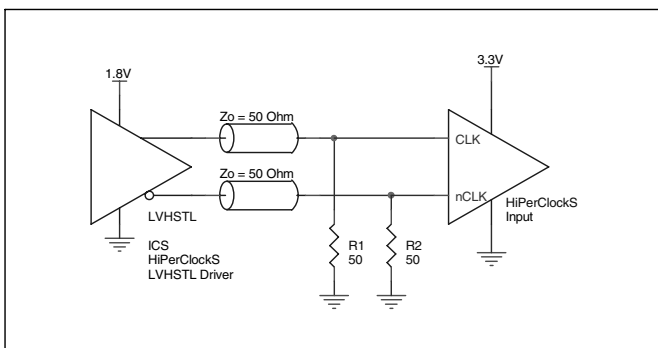 1.8V
3.3V
Zo = 50 Ohm
CLK
Zo = 50 Ohm
nCLK
LVHSTL
HiPerClockS
Input
ICS
HiPerClockS
LVHSTL Driver
R1
50
R2
50